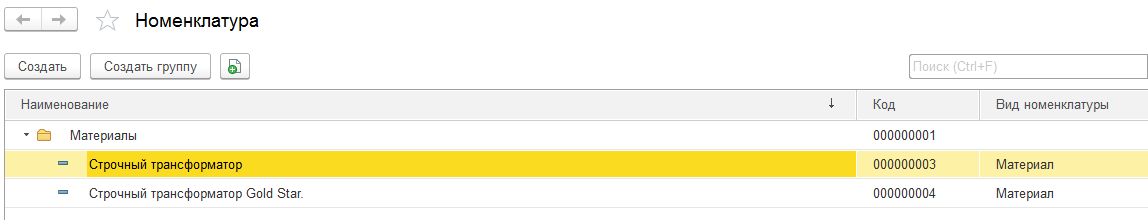 Номенклатура
Создать Создать группу Поиск (Ctrl+F)
Наименование Код Вид номенклатуры
Материалы 000000001
Строчный трансформатор 000000003 Материал
Строчный трансформатор Gold Star. 000000004 Материал